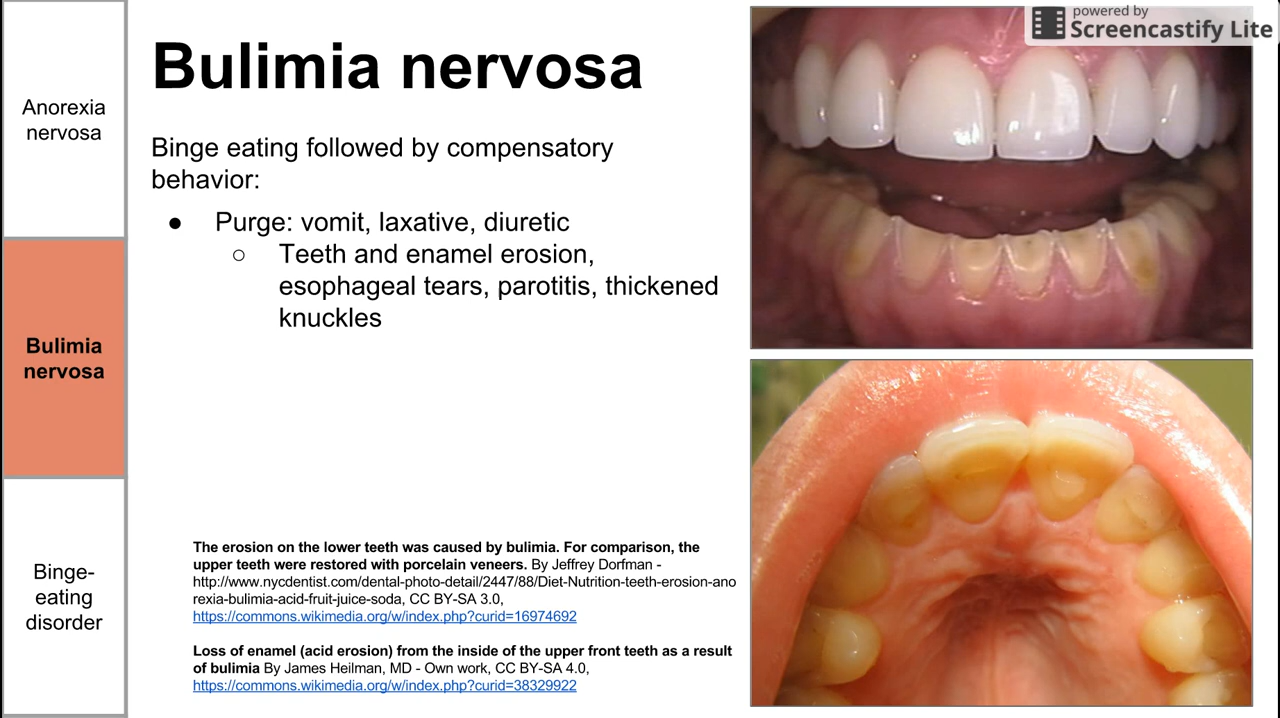 Anorexia
nervosa
Bulimia
nervosa
Binge-
eating
disorder
Bulimia nervosa
Binge eating followed by compensatory
behavior:
● Purge: vomit, laxative, diuretic
○ Teeth and enamel erosion,
esophageal tears, parotitis, thickened
knuckles
The erosion on the lower teeth was caused by bulimia. For comparison, the
upper teeth were restored with porcelain veneers. By Jeffrey Dorfman -
http://www.nycdentist.com/dental-photo-detail/2447/88/Diet-Nutrition-teeth-erosion-ano
rexia-bulimia-acid-fruit-juice-soda, CC BY-SA 3.0,
https://commons.wikimedia.org/w/index.php?curid=16974692
Loss of enamel (acid erosion) from the inside of the upper front teeth as a result
of bulimia By James Heilman, MD - Own work, CC BY-SA 4.0,
https://commons.wikimedia.org/w/index.php?curid=38329922
powered by
Screencastify Lite